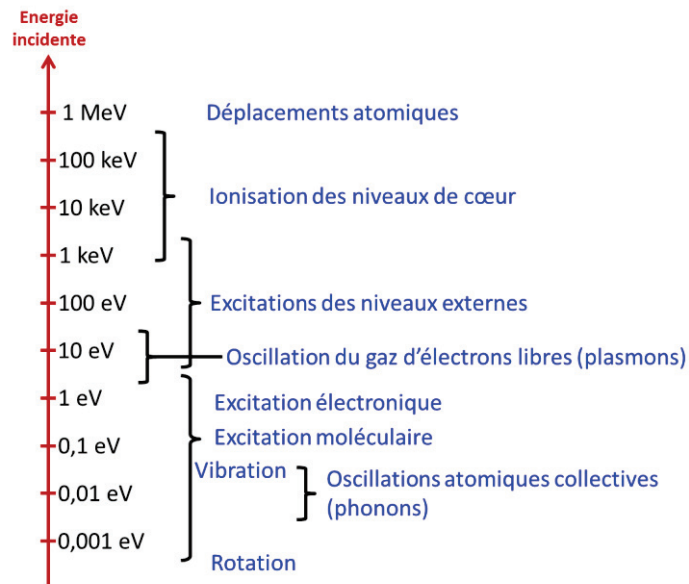 Energie
incidente
1 MeV
Déplacements atomiques
100 keV
Ionisation des niveaux de cœur
10 keV
1 keV
100 eV
Excitations des niveaux externes
10 eV
Oscillation du gaz d'électrons libres (plasmons)
1 eV
Excitation électronique
Excitation moléculaire
0,1 eV
Vibration
Oscillations atomiques collectives
(phonons)
0,01 eV
0,001 eV
Rotation